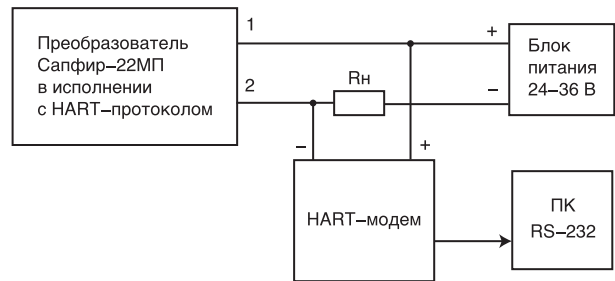 Преобразователь
Сапфир–22МП
в исполнении
с HART–протоколом
1
2
Rн
+
–
Блок
питания
24–36 В
–
+
HART–модем
ПК
RS–232